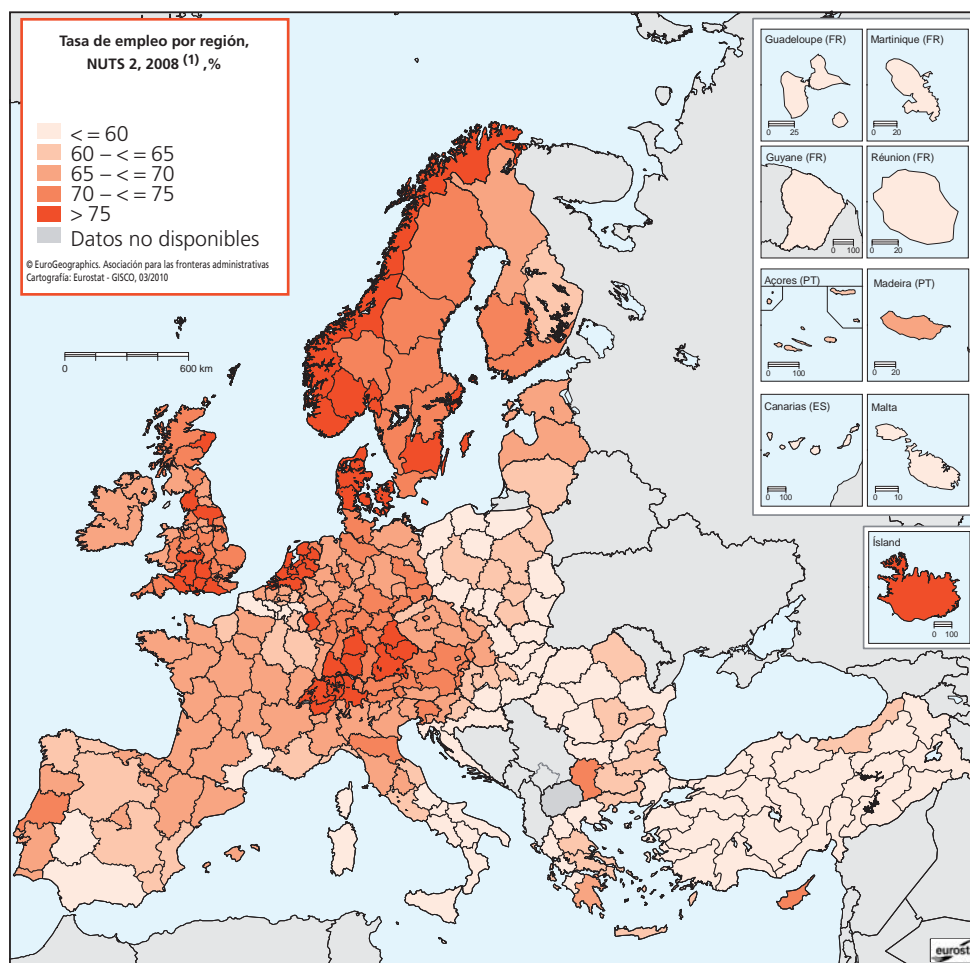 Tasa de empleo por región,
NUTS 2, 2008 (1) ,%
< = 60
60 – < = 65
65 – < = 70
70 – < = 75
> 75
Datos no disponibles
© EuroGeographics. Asociación para las fronteras administrativas
Cartografía: Eurostat - GISCO, 03/2010
0 600 km
Guadeloupe (FR)
0 25
Martinique (FR)
0 20
Guyane (FR)
0 100
Réunion (FR)
0 20
Açores (PT)
0 100
Madeira (PT)
0 20
Canarias (ES)
0 100
Malta
0 10
Ísland
0 100
eurost